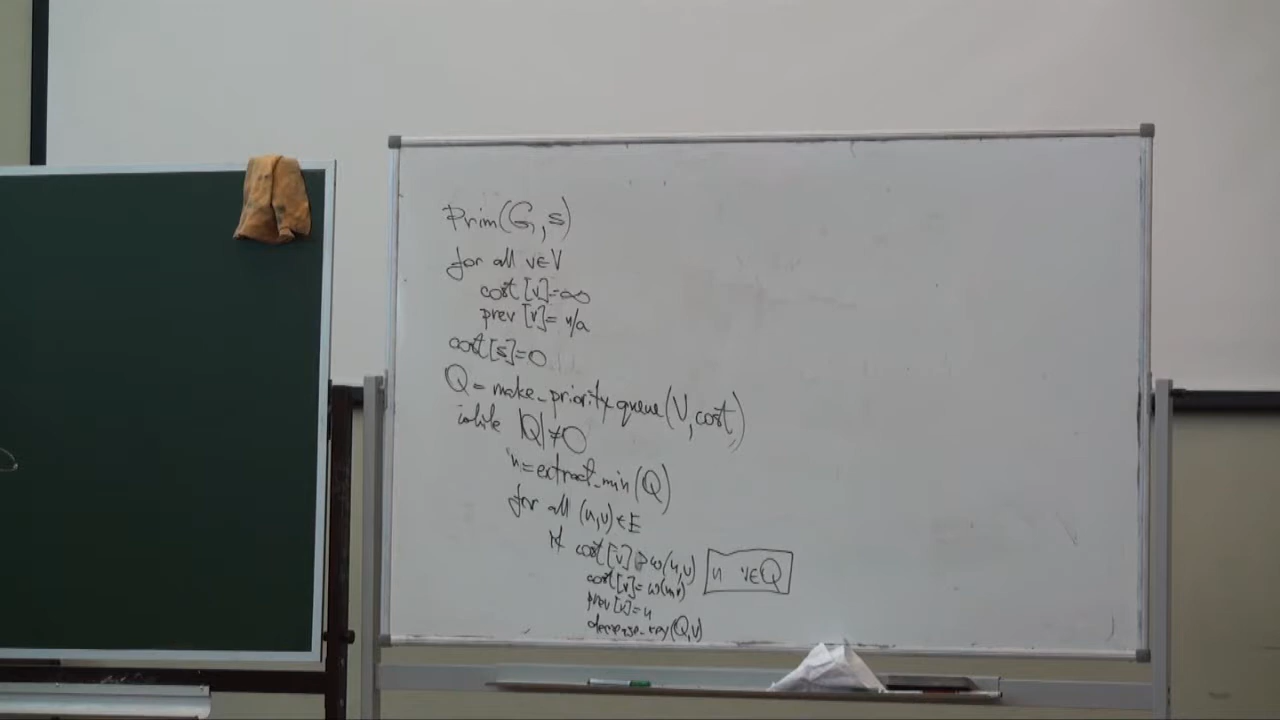 Prim(G,s)
for all v∈V
cost[v]=∞
prev[v]=n/a
cost[s]=0
Q=make_priority_queue(V,cost)
while |Q|≠0
u=extract_min(Q)
for all (u,v)∈E
if cost[v]>w(u,v) и v∈Q
cost[v]=w(u,v)
prev[v]=u
decrease_key(Q,v)